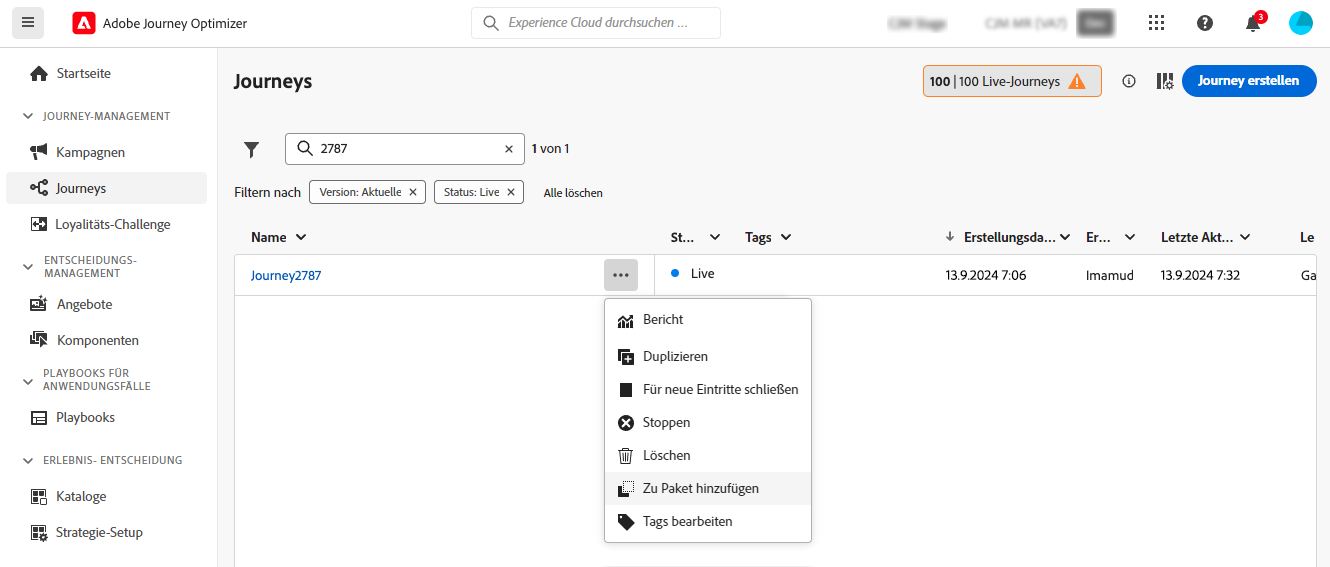 Adobe Journey Optimizer
Experience Cloud durchsuchen ...
3
Startseite
JOURNEY-MANAGEMENT
Kampagnen
Journeys
Loyalitäts-Challenge
ENTSCHEIDUNGS-
MANAGEMENT
Angebote
Komponenten
PLAYBOOKS FÜR
ANWENDUNGSFÄLLE
Playbooks
ERLEBNIS- ENTSCHEIDUNG
Kataloge
Strategie-Setup
Journeys
100 | 100 Live-Journeys
Journey erstellen
2787
1 von 1
Filtern nach
Version: Aktuelle
Status: Live
Alle löschen
Name St... Tags Erstellungsda... Er... Letzte Akt... Le
Journey2787 ... Live 13.9.2024 7:06 Imamud 13.9.2024 7:32 Ga
Bericht
Duplizieren
Für neue Eintritte schließen
Stoppen
Löschen
Zu Paket hinzufügen
Tags bearbeiten